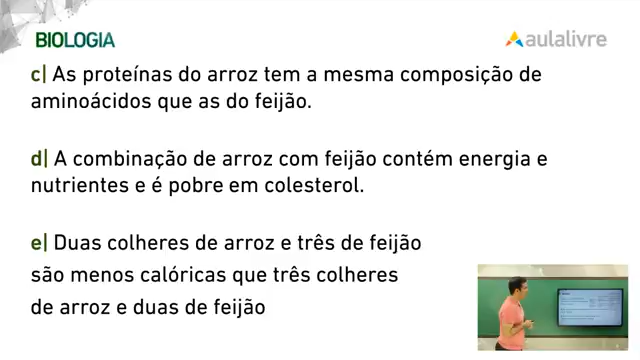 BIOLOGIA
aulalivre
c| As proteínas do arroz tem a mesma composição de
aminoácidos que as do feijão.
d| A combinação de arroz com feijão contém energia e
nutrientes e é pobre em colesterol.
e| Duas colheres de arroz e três de feijão
são menos calóricas que três colheres
de arroz e duas de feijão